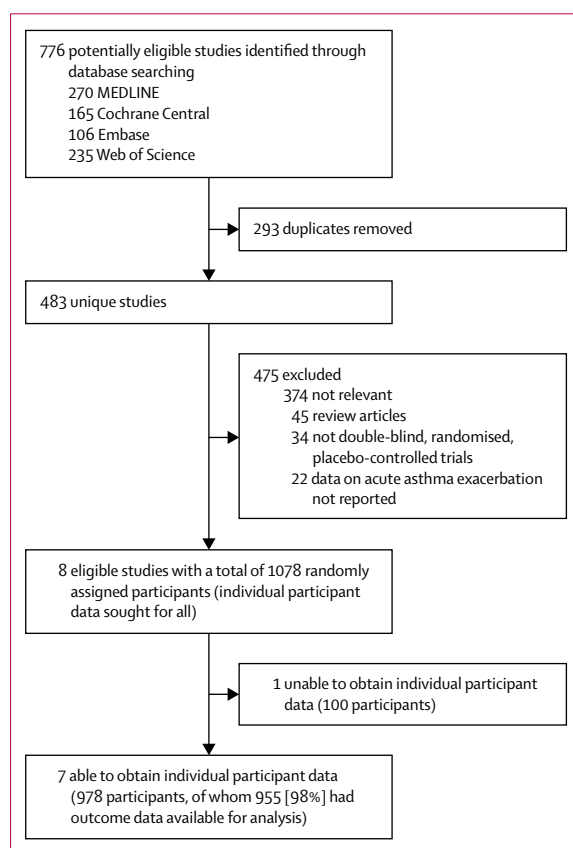 776 potentially eligible studies identified through
database searching
270 MEDLINE
165 Cochrane Central
106 Embase
235 Web of Science
293 duplicates removed
483 unique studies
475 excluded
374 not relevant
45 review articles
34 not double-blind, randomised,
placebo-controlled trials
22 data on acute asthma exacerbation
not reported
8 eligible studies with a total of 1078 randomly
assigned participants (individual participant
data sought for all)
1 unable to obtain individual participant
data (100 participants)
7 able to obtain individual participant data
(978 participants, of whom 955 [98%] had
outcome data available for analysis)